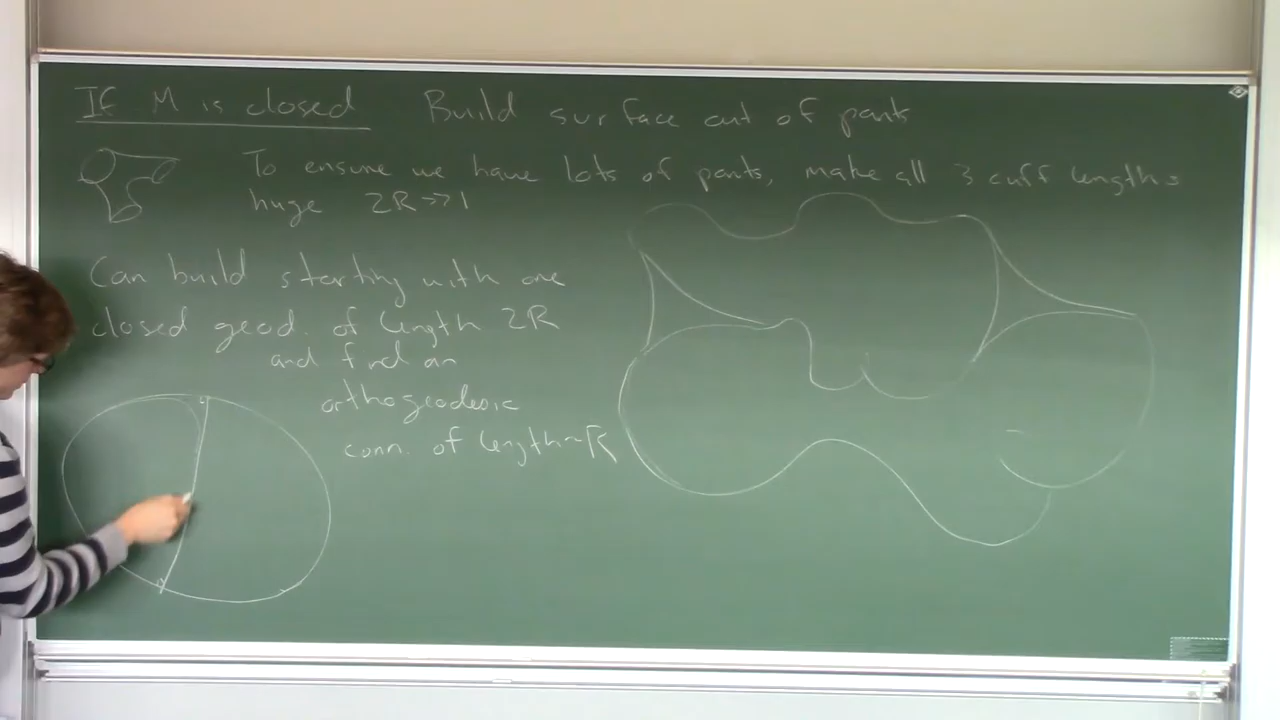 If M is closed Build surface out of pants
To ensure we have lots of pants, make all 3 cuff lengths
huge 2R >> 1
Can build starting with one
closed geod. of length 2R
and find an
orthogeodesic
conn. of length ~ R